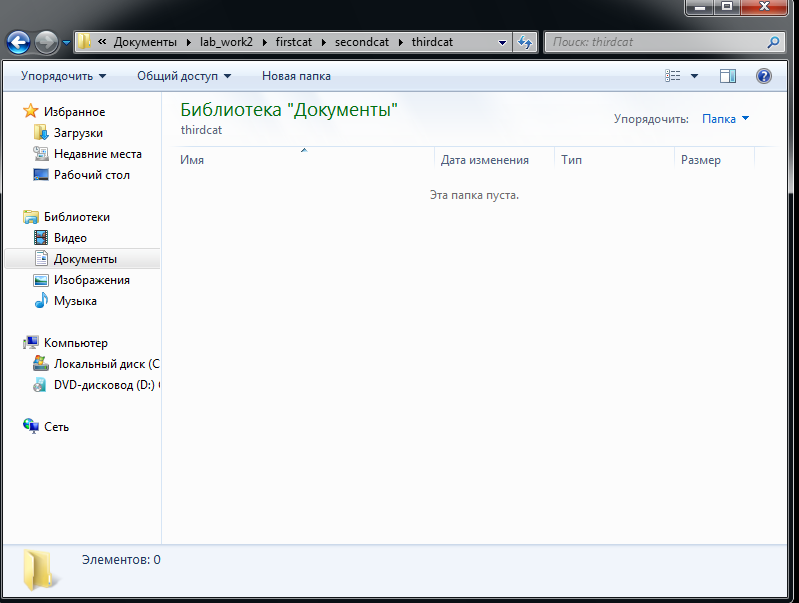 « Документы lab_work2 firstcat secondcat thirdcat
Поиск: thirdcat
Упорядочить Общий доступ Новая папка
Избранное
Загрузки
Недавние места
Рабочий стол
Библиотеки
Видео
Документы
Изображения
Музыка
Компьютер
Локальный диск (C
DVD-дисковод (D:)
Сеть
Библиотека "Документы"
thirdcat
Упорядочить: Папка
Имя Дата изменения Тип Размер
Эта папка пуста.
Элементов: 0